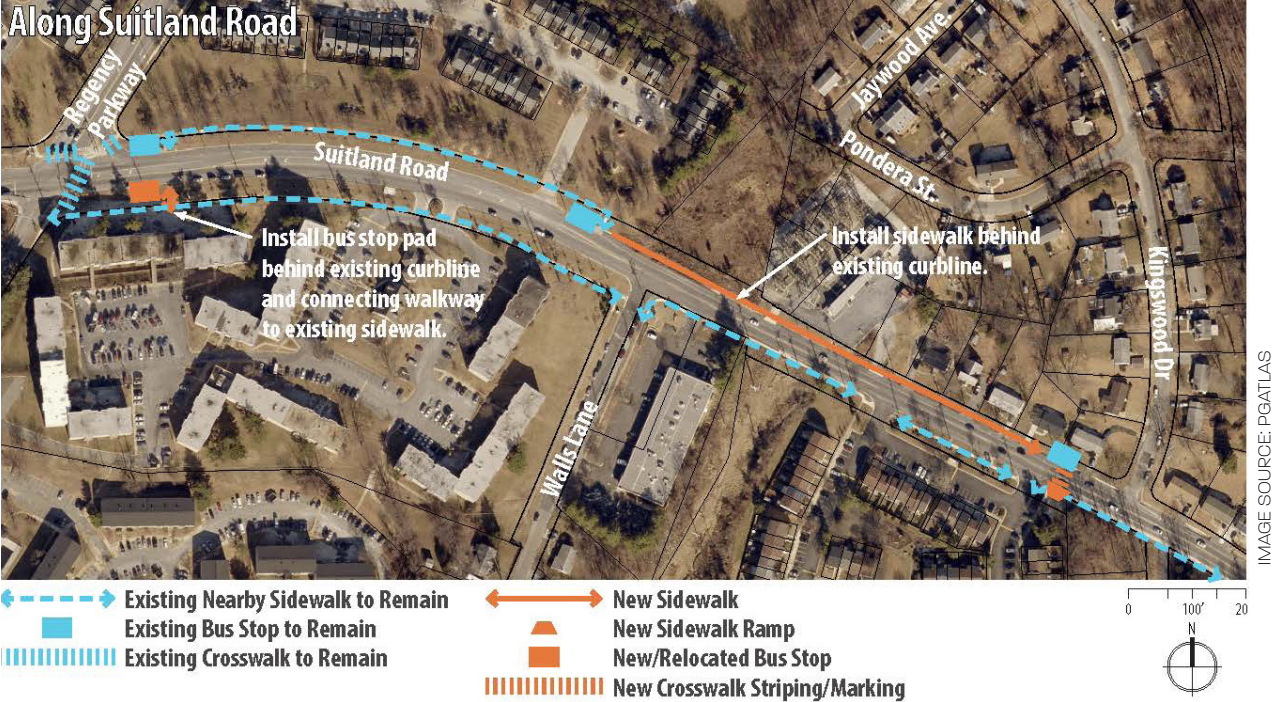 Along Suitland Road
Regency
Parkway
Suitland Road
Jaywood Ave.
Pondera St.
Kingswood Dr
Walls Lane
Install bus stop pad
behind existing curbline
and connecting walkway
to existing sidewalk.
Install sidewalk behind
existing curbline.
IMAGE SOURCE: PGATLAS
Existing Nearby Sidewalk to Remain
Existing Bus Stop to Remain
Existing Crosswalk to Remain
New Sidewalk
New Sidewalk Ramp
New/Relocated Bus Stop
New Crosswalk Striping/Marking
0 100' 20
N